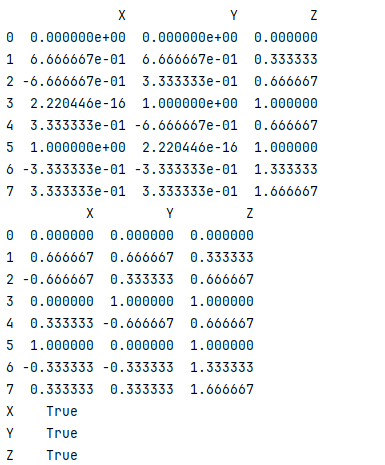 X             Y         Z
0  0.000000e+00  0.000000e+00  0.000000
1  6.666667e-01  6.666667e-01  0.333333
2 -6.666667e-01  3.333333e-01  0.666667
3  2.220446e-16  1.000000e+00  1.000000
4  3.333333e-01 -6.666667e-01  0.666667
5  1.000000e+00  2.220446e-16  1.000000
6 -3.333333e-01 -3.333333e-01  1.333333
7  3.333333e-01  3.333333e-01  1.666667
          X         Y         Z
0  0.000000  0.000000  0.000000
1  0.666667  0.666667  0.333333
2 -0.666667  0.333333  0.666667
3  0.000000  1.000000  1.000000
4  0.333333 -0.666667  0.666667
5  1.000000  0.000000  1.000000
6 -0.333333 -0.333333  1.333333
7  0.333333  0.333333  1.666667
X    True
Y    True
Z    True